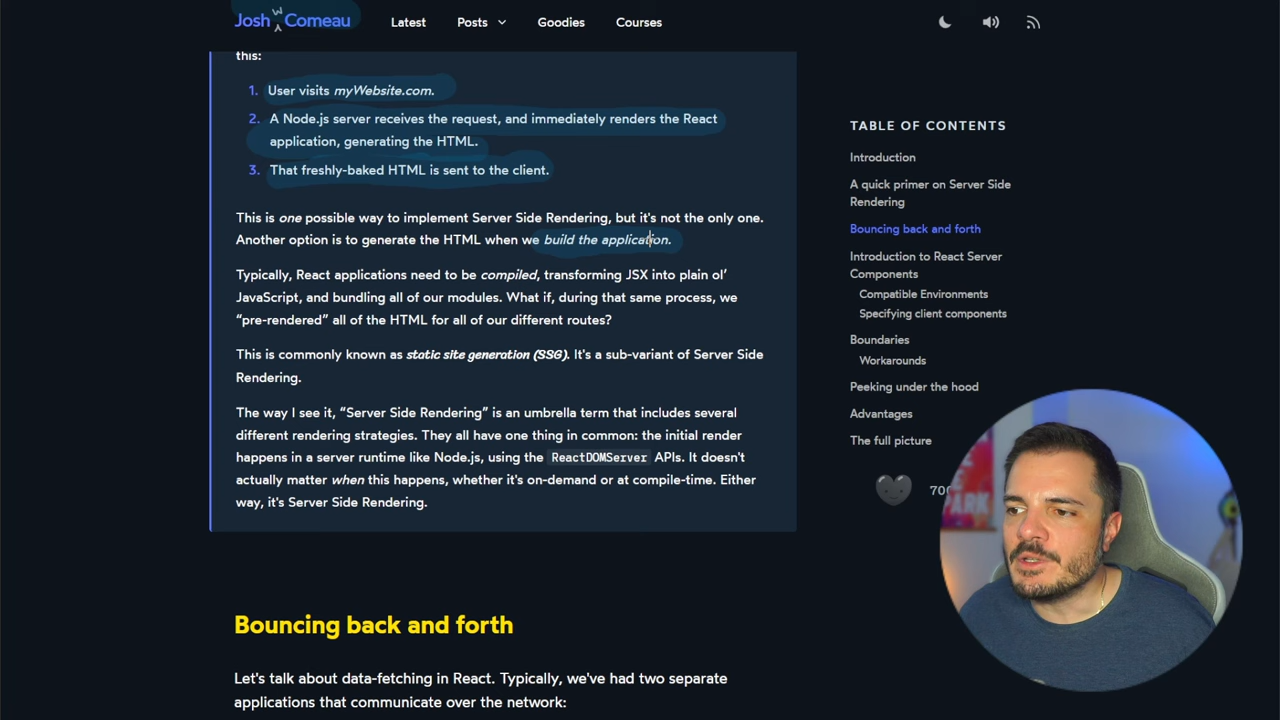 Josh W Comeau
Latest
Posts
Goodies
Courses
this:
1. User visits myWebsite.com.
2. A Node.js server receives the request, and immediately renders the React
application, generating the HTML.
3. That freshly-baked HTML is sent to the client.
This is one possible way to implement Server Side Rendering, but it's not the only one.
Another option is to generate the HTML when we build the application.
Typically, React applications need to be compiled, transforming JSX into plain ol’
JavaScript, and bundling all of our modules. What if, during that same process, we
“pre-rendered” all of the HTML for all of our different routes?
This is commonly known as static site generation (SSG). It's a sub-variant of Server Side
Rendering.
The way I see it, “Server Side Rendering” is an umbrella term that includes several
different rendering strategies. They all have one thing in common: the initial render
happens in a server runtime like Node.js, using the ReactDOMServer APIs. It doesn't
actually matter when this happens, whether it's on-demand or at compile-time. Either
way, it's Server Side Rendering.
Bouncing back and forth
Let's talk about data-fetching in React. Typically, we've had two separate
applications that communicate over the network:
TABLE OF CONTENTS
Introduction
A quick primer on Server Side
Rendering
Bouncing back and forth
Introduction to React Server
Components
Compatible Environments
Specifying client components
Boundaries
Workarounds
Peeking under the hood
Advantages
The full picture